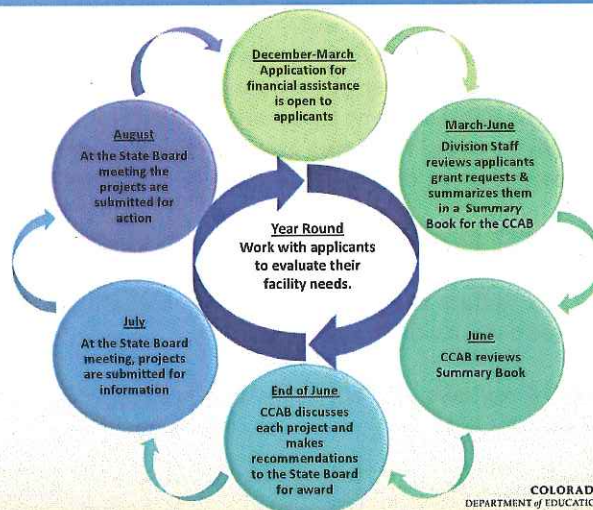 December-March
Application for
financial assistance
is open to
applicants
March-June
Division Staff
reviews applicants
grant requests &
summarizes them
in a Summary
Book for the CCAB
June
CCAB reviews
Summary Book
End of June
CCAB discusses
each project and
makes
recommendations
to the State Board
for award
July
At the State Board
meeting, projects
are submitted for
information
August
At the State Board
meeting the
projects are
submitted for
action
Year Round
Work with applicants
to evaluate their
facility needs.
COLORAD
DEPARTMENT of EDUCATIO